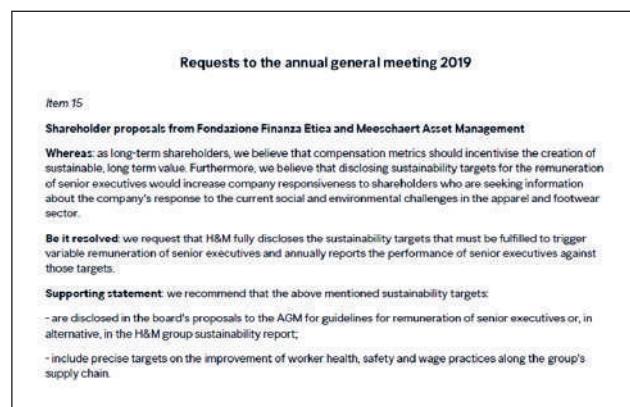 Requests to the annual general meeting 2019
Item 15
Shareholder proposals from Fondazione Finanza Etica and Meeschaert Asset Management
Whereas: as long-term shareholders, we believe that compensation metrics should incentivise the creation of
sustainable, long term value. Furthermore, we believe that disclosing sustainability targets for the remuneration
of senior executives would increase company responsiveness to shareholders who are seeking information
about the company's response to the current social and environmental challenges in the apparel and footwear
sector.
Be it resolved: we request that H&M fully discloses the sustainability targets that must be fulfilled to trigger
variable remuneration of senior executives and annually reports the performance of senior executives against
those targets.
Supporting statement: we recommend that the above mentioned sustainability targets:
- are disclosed in the board's proposals to the AGM for guidelines for remuneration of senior executives or, in
alternative, in the H&M group sustainability report;
- include precise targets on the improvement of worker health, safety and wage practices along the group's
supply chain.